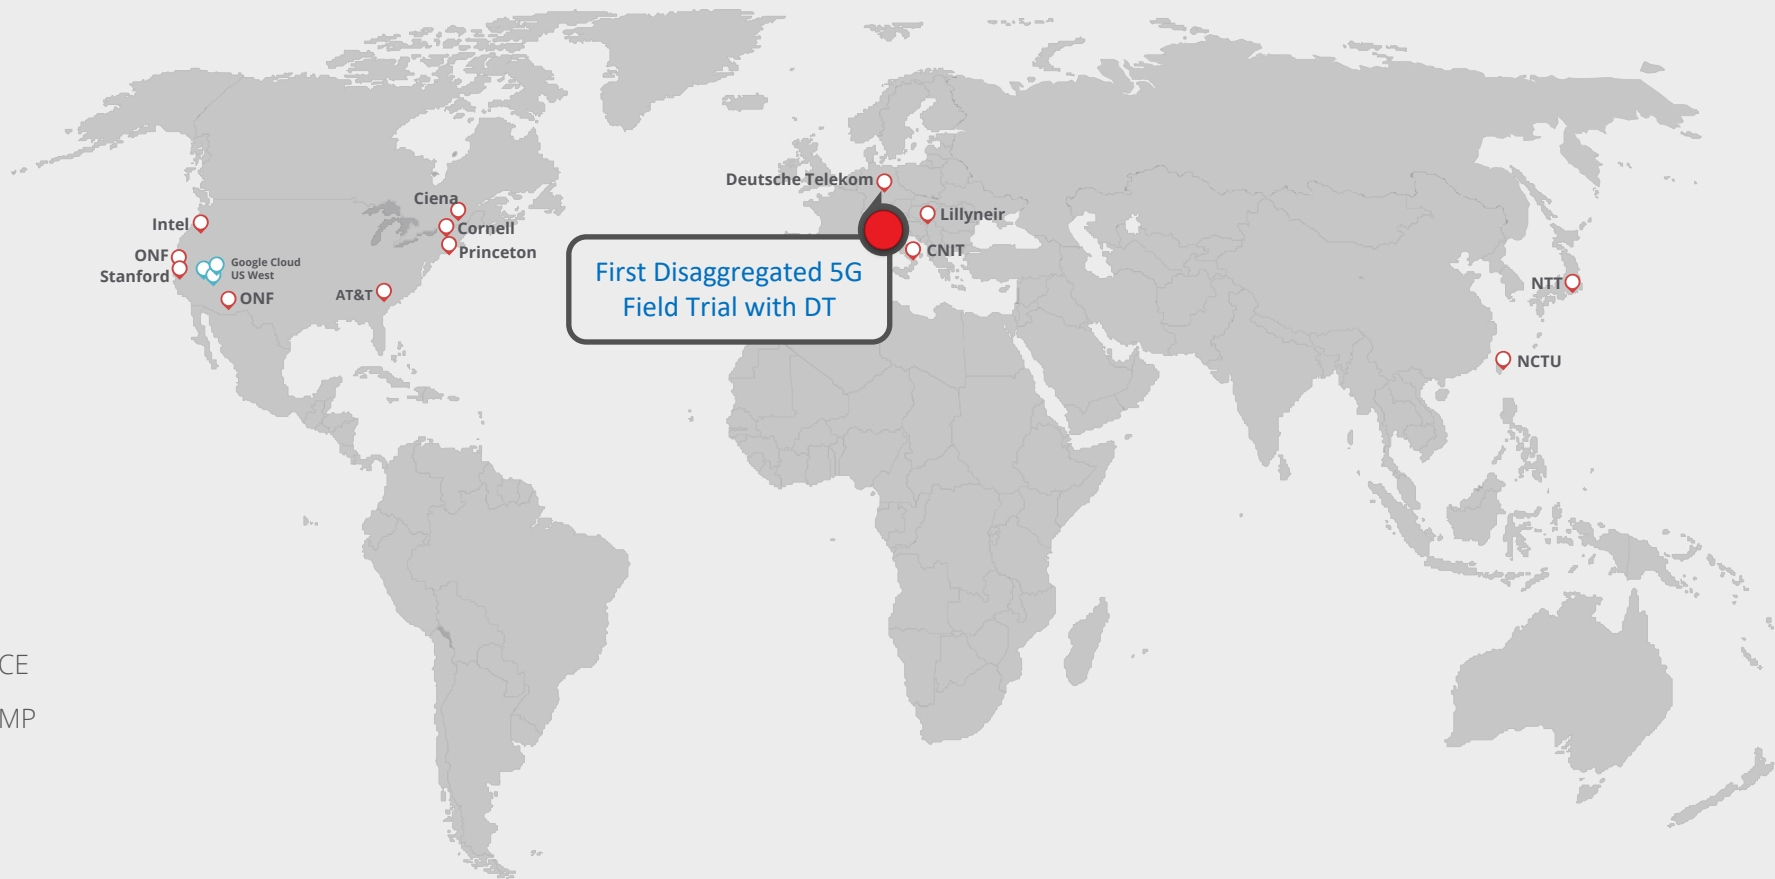 Ciena
Deutsche Telekom
Intel
Cornell
Lillyneir
Princeton
CNIT
ONF
Google Cloud
US West
Stanford
ONF
AT&T
First Disaggregated 5G
Field Trial with DT
NTT
NCTU
CE
MP